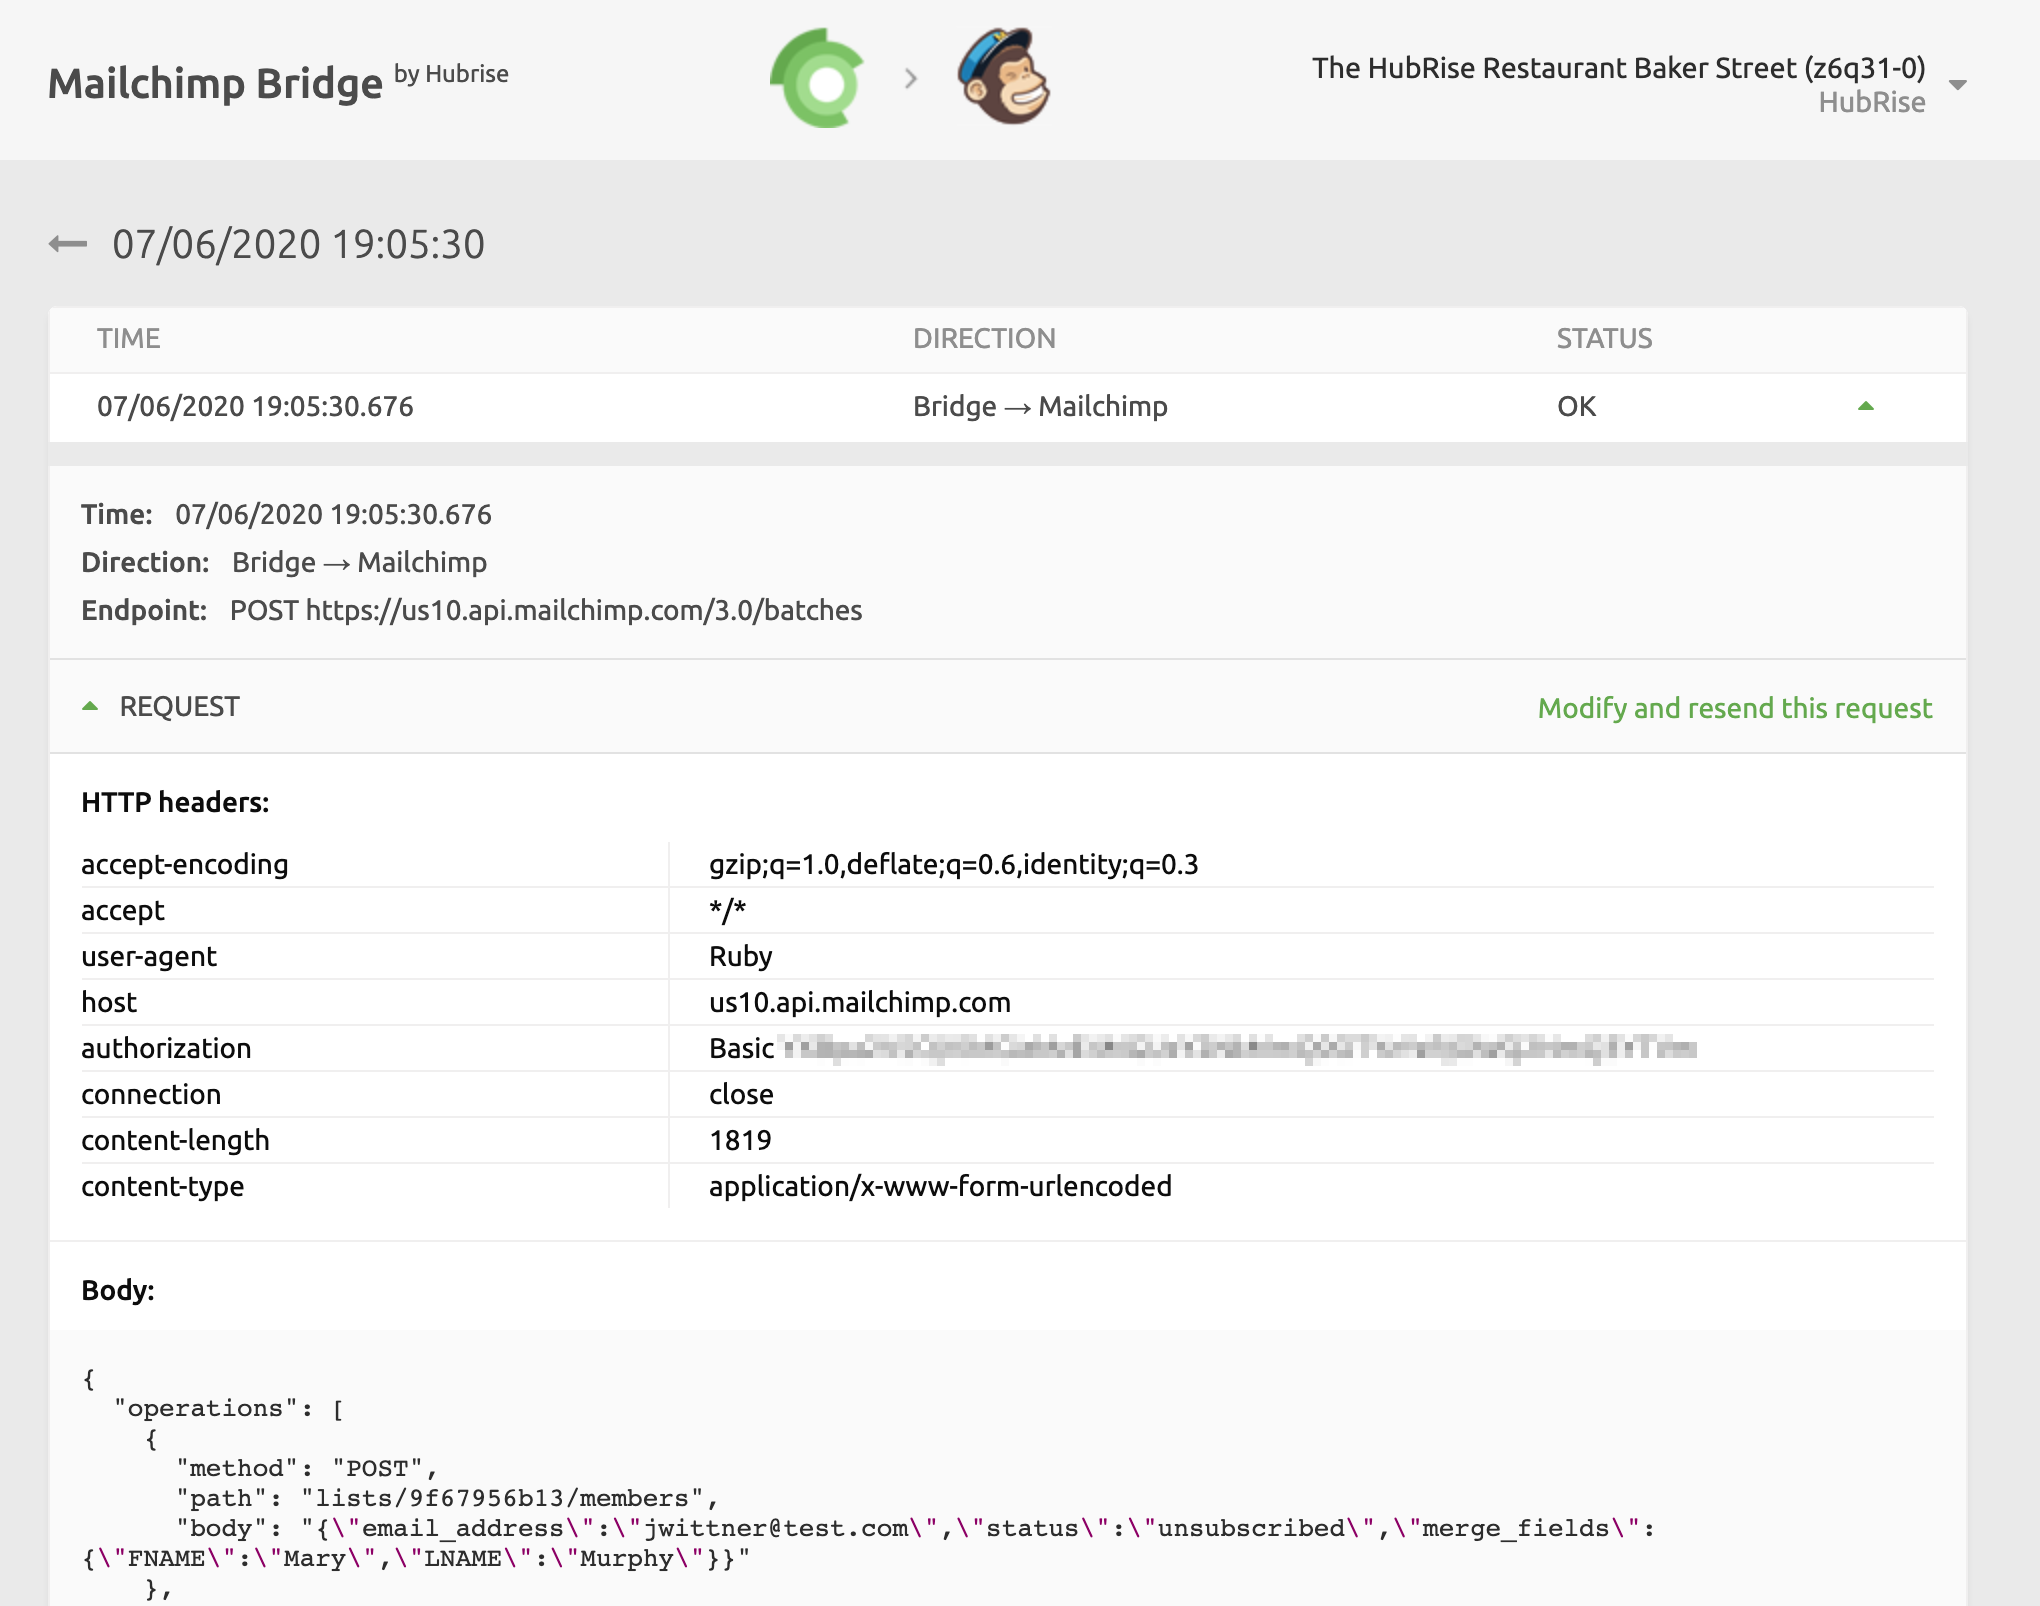 Mailchimp Bridge by Hubrise
The HubRise Restaurant Baker Street (z6q31-0)
HubRise
07/06/2020 19:05:30
TIME DIRECTION STATUS
07/06/2020 19:05:30.676 Bridge → Mailchimp OK
Time: 07/06/2020 19:05:30.676
Direction: Bridge → Mailchimp
Endpoint: POST https://us10.api.mailchimp.com/3.0/batches
REQUEST Modify and resend this request
HTTP headers:
accept-encoding gzip;q=1.0,deflate;q=0.6,identity;q=0.3
accept */*
user-agent Ruby
host us10.api.mailchimp.com
authorization Basic
connection close
content-length 1819
content-type application/x-www-form-urlencoded
Body:
{
"operations": [
{
"method": "POST",
"path": "lists/9f67956b13/members",
"body": "{\"email_address\":\"jwittner@test.com\",\"status\":\"unsubscribed\",\"merge_fields\":
{\"FNAME\":\"Mary\",\"LNAME\":\"Murphy\"}}"
},